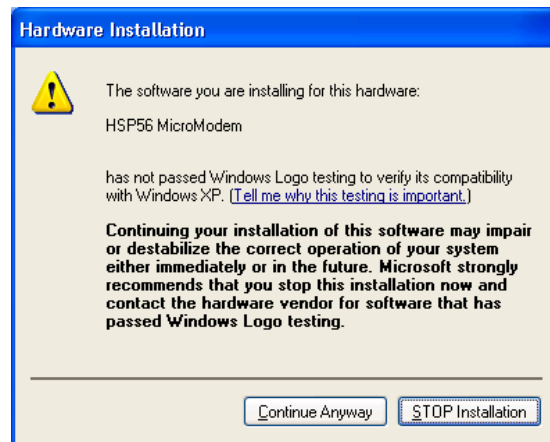 Hardware Installation
The software you are installing for this hardware:
HSP56 MicroModem
has not passed Windows Logo testing to verify its compatibility
with Windows XP. (Tell me why this testing is important.)
Continuing your installation of this software may impair
or destabilize the correct operation of your system
either immediately or in the future. Microsoft strongly
recommends that you stop this installation now and
contact the hardware vendor for software that has
passed Windows Logo testing.
Continue Anyway STOP Installation